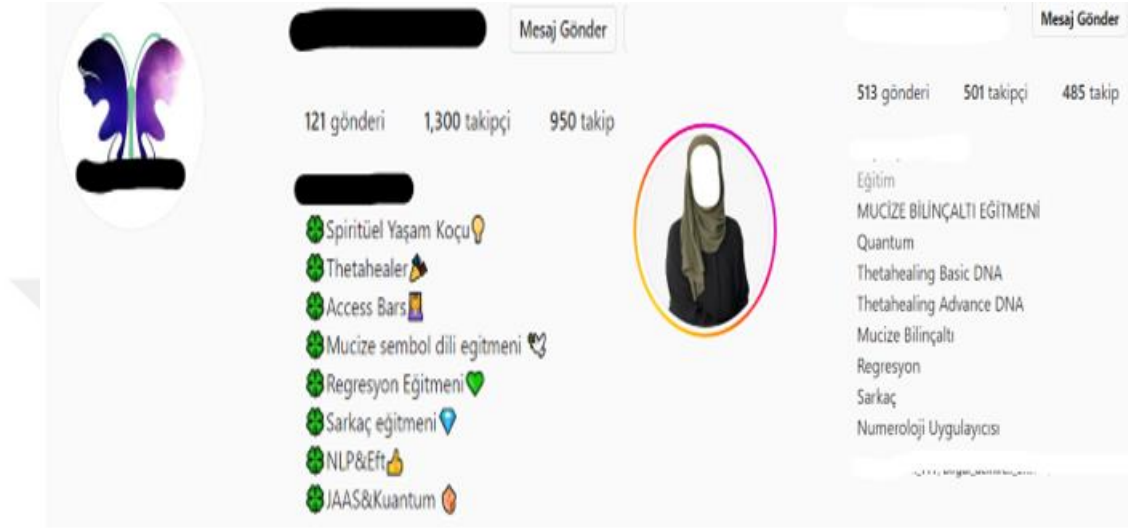 Mesaj Gönder
121 gönderi 1,300 takipçi 950 takip
🍀Spiritüel Yaşam Koçu💡
🍀Thetahealer🎉
🍀Access Bars💆
🍀Mucize sembol dili egitmeni 🕊
🍀Regresyon Eğitmeni💚
🍀Sarkaç eğitmeni💎
🍀NLP&Eft👍
🍀JAAS&Kuantum
Mesaj Gönder
513 gönderi 501 takipçi 485 takip
Eğitim
MUCİZE BİLİNÇALTI EĞİTMENİ
Quantum
Thetahealing Basic DNA
Thetahealing Advance DNA
Mucize Bilinçaltı
Regresyon
Sarkaç
Numeroloji Uygulayıcısı